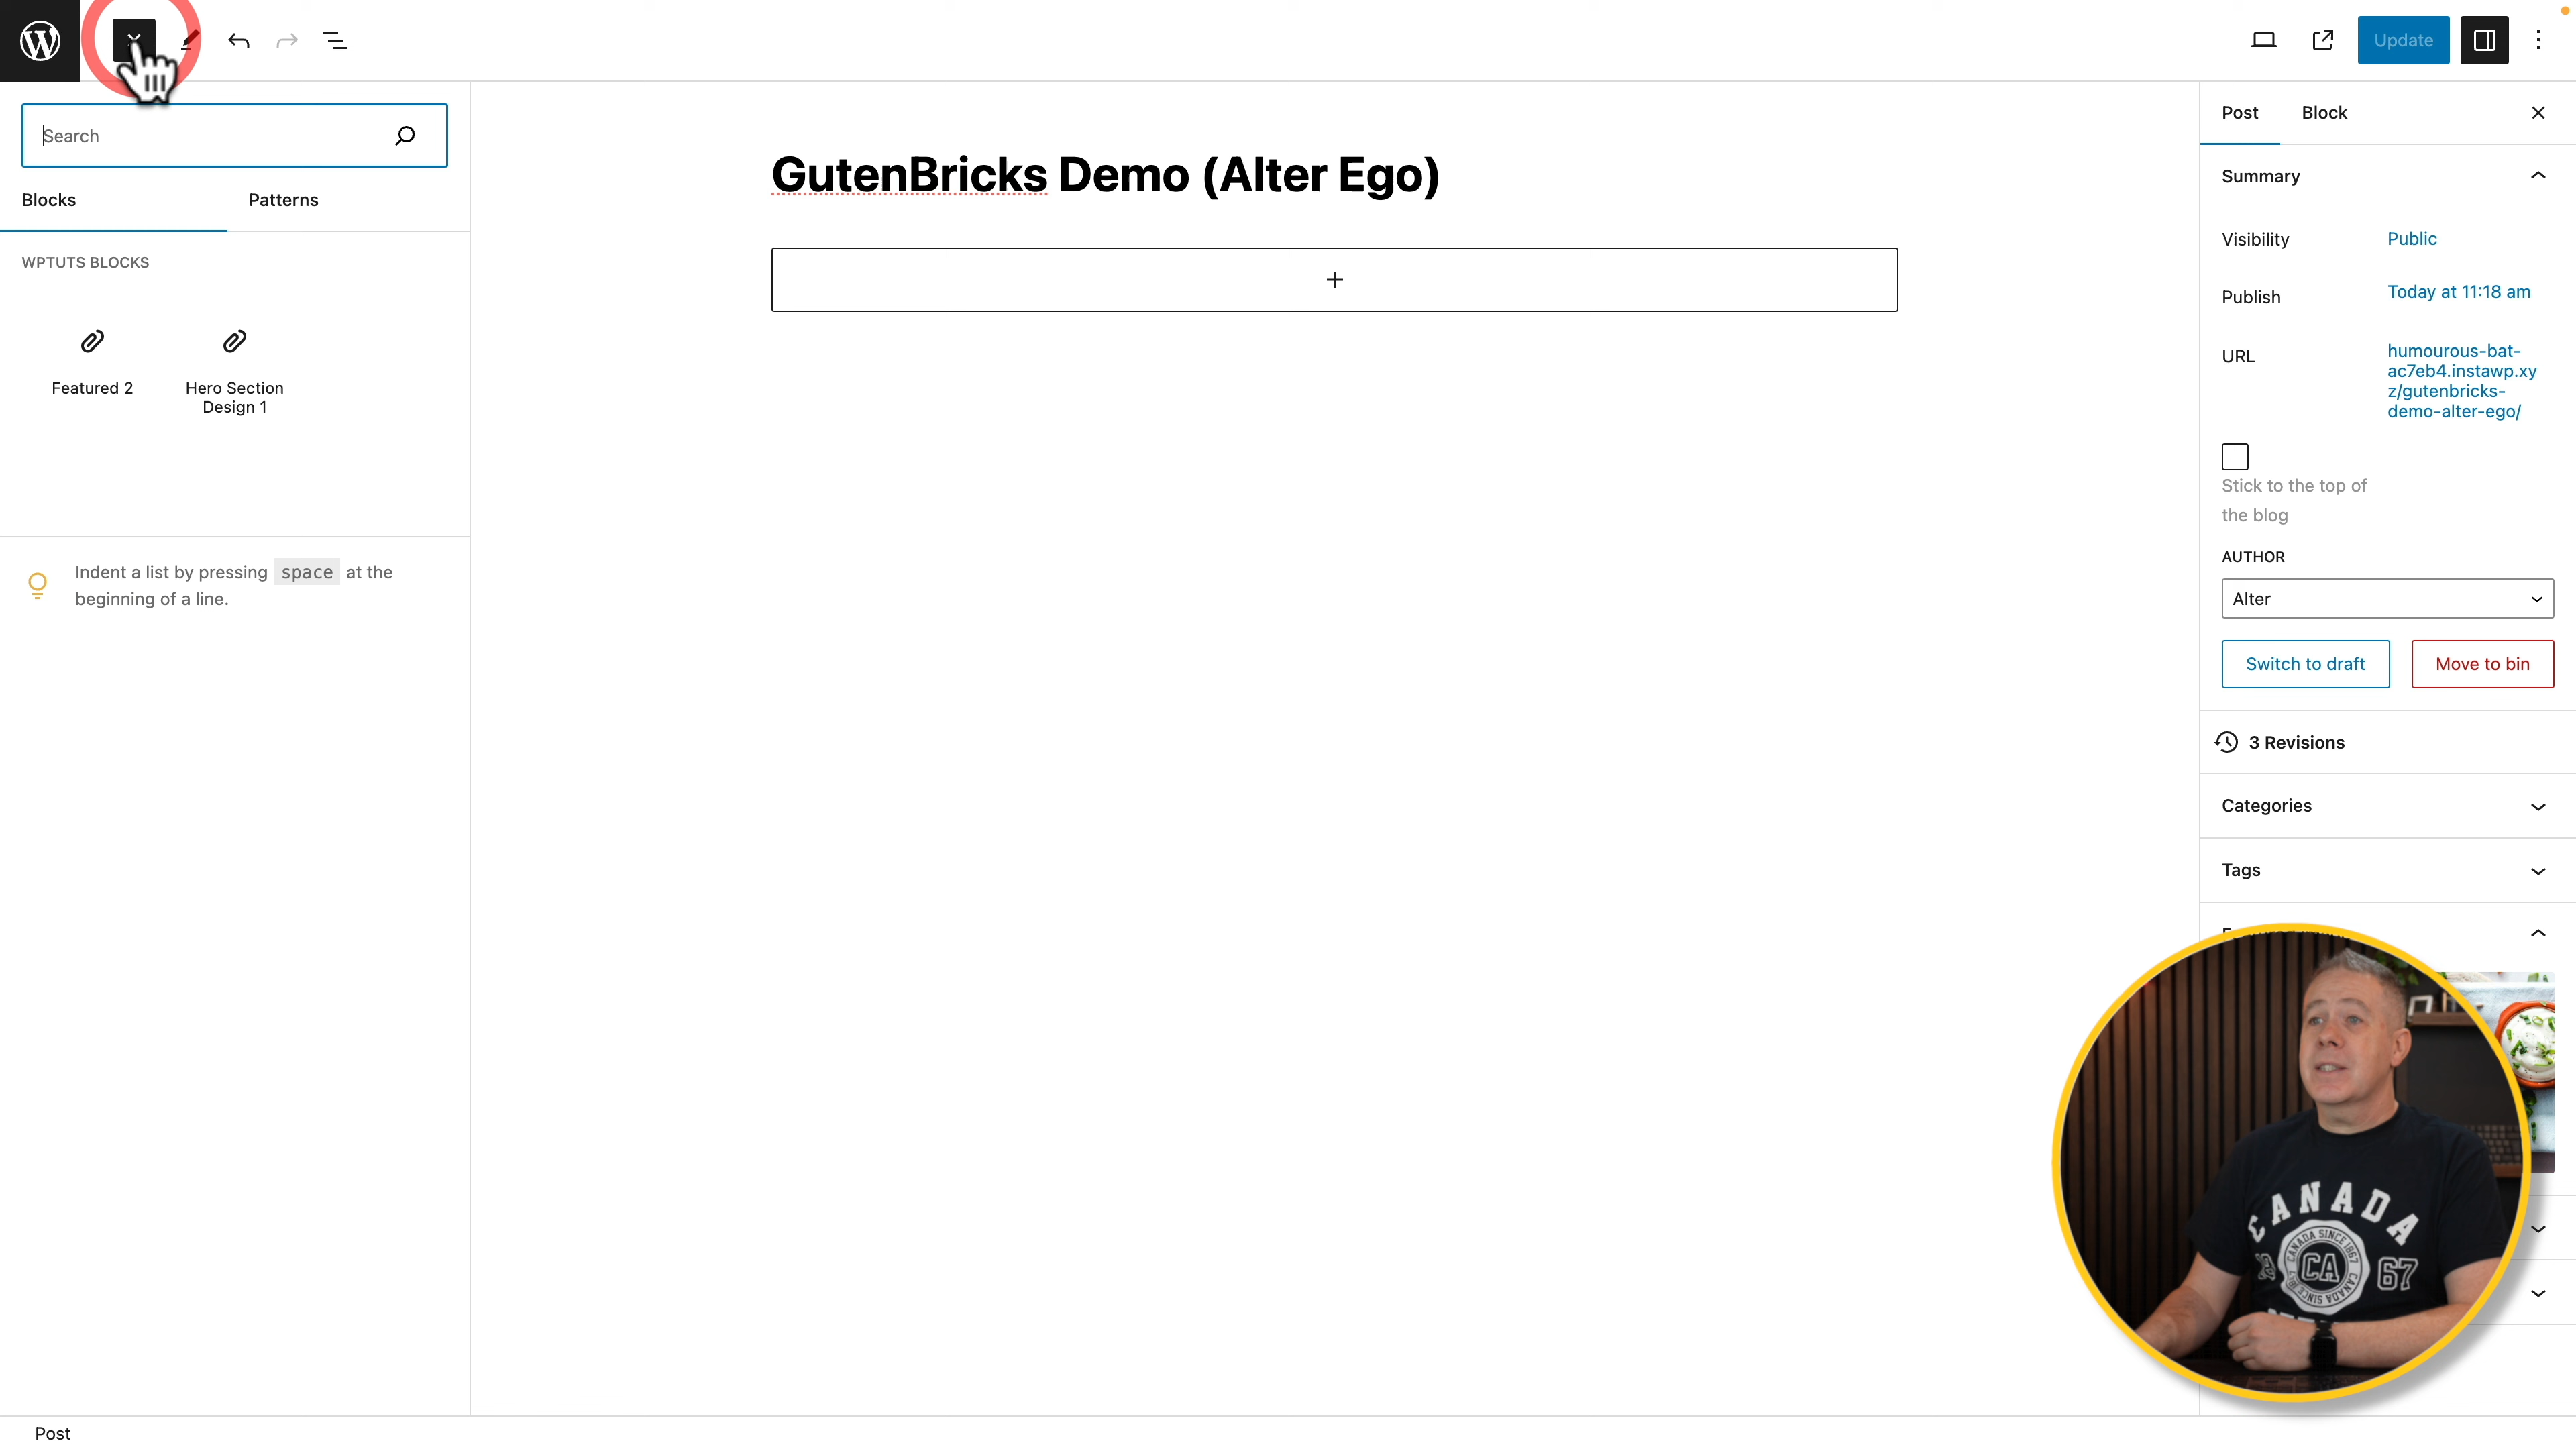 Update
Search
Blocks
Patterns
WPTUTS BLOCKS
Featured 2
Hero Section
Design 1
Indent a list by pressing space at the
beginning of a line.
GutenBricks Demo (Alter Ego)
Post
Block
Summary
Visibility
Public
Publish
Today at 11:18 am
URL
humourous-bat-
ac7eb4.instawp.xy
z/gutenbricks-
demo-alter-ego/
Stick to the top of
the blog
AUTHOR
Alter
Switch to draft
Move to bin
3 Revisions
Categories
Tags
CANADA
CANADA SINCE 1867
CA
67
Post